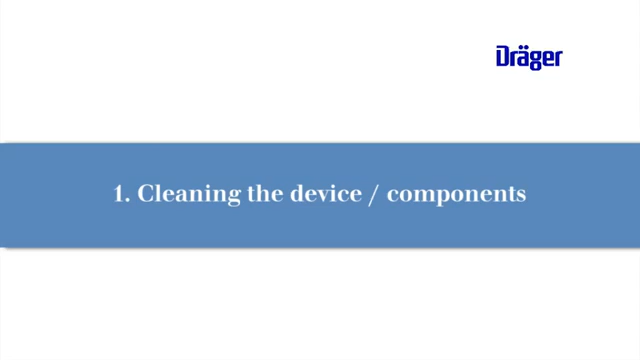 Dräger
1. Cleaning the device / components